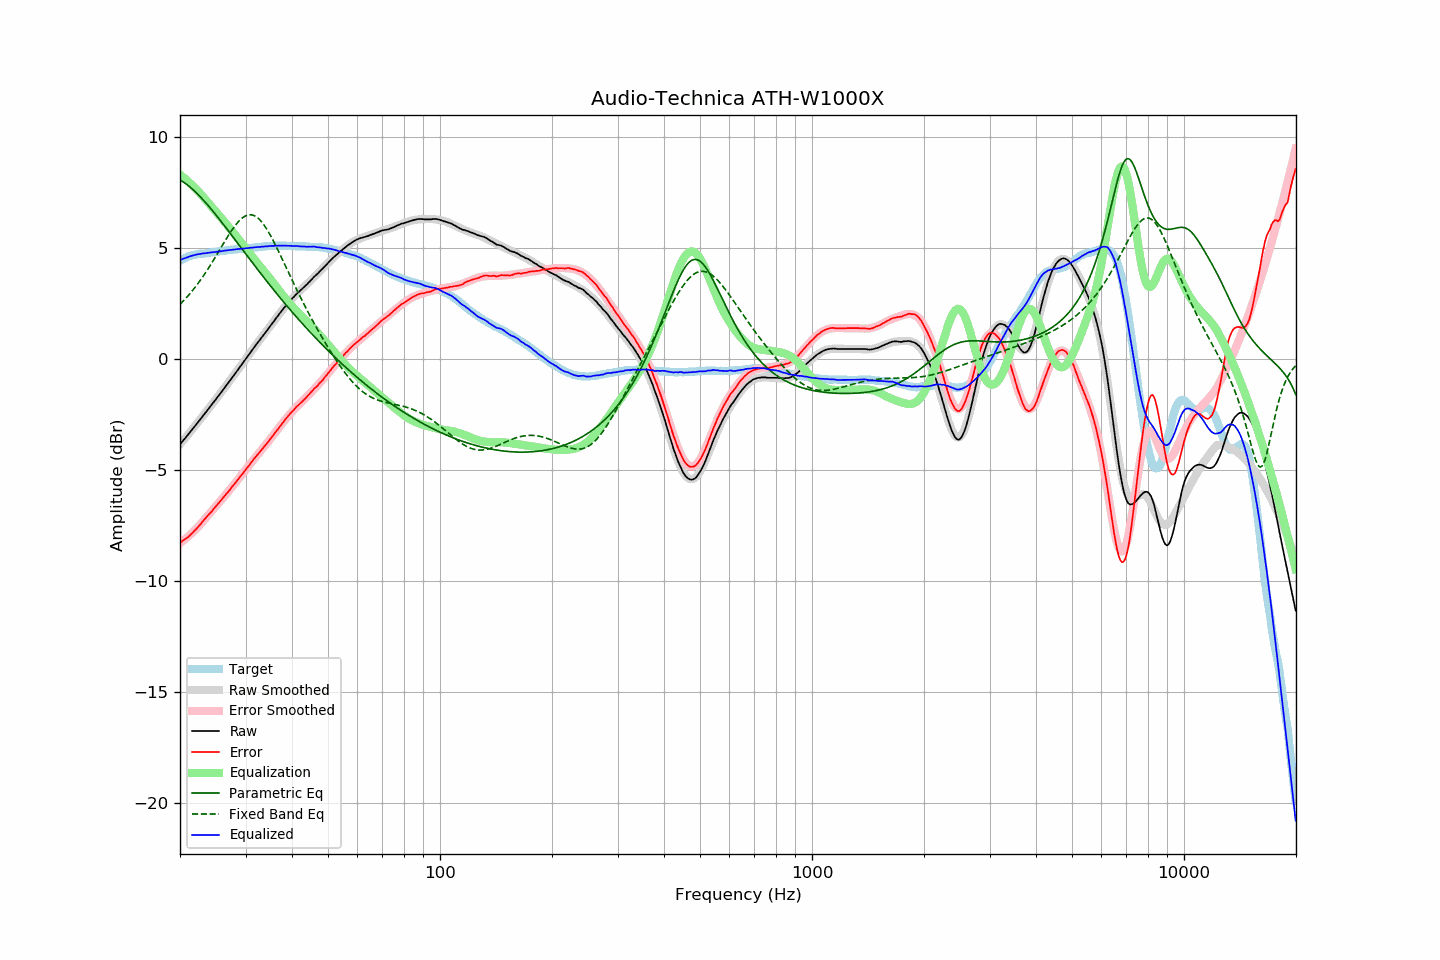 Audio-Technica ATH-W1000X
Amplitude (dBr)
10
5
0
−5
−10
−15
−20
Target
Raw Smoothed
Error Smoothed
Raw
Error
Equalization
Parametric Eq
Fixed Band Eq
Equalized
100
1000
10000
Frequency (Hz)